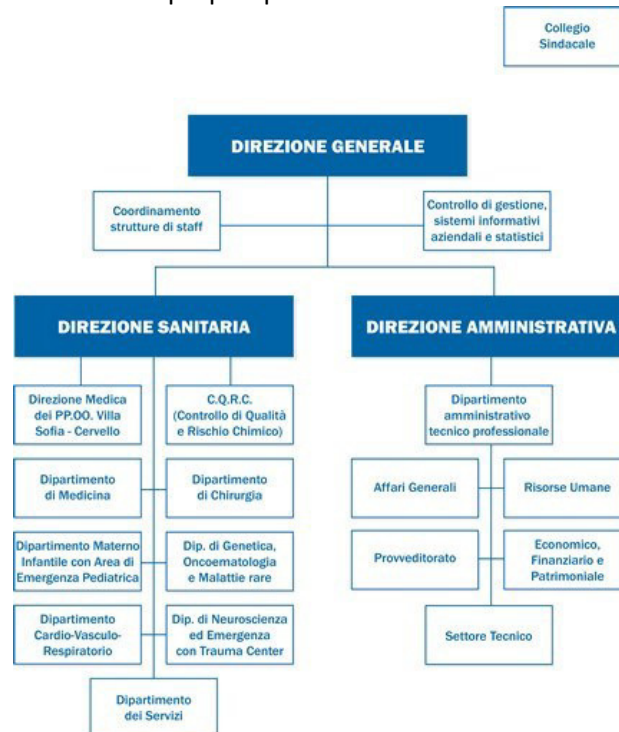 Collegio
Sindacale
DIREZIONE GENERALE
Coordinamento
strutture di staff
Controllo di gestione,
sistemi informativi
aziendali e statistici
DIREZIONE SANITARIA
DIREZIONE AMMINISTRATIVA
Direzione Medica
dei PP.OO. Villa
Sofia - Cervello
C.Q.R.C.
(Controllo di Qualità
e Rischio Chimico)
Dipartimento
amministrativo
tecnico professionale
Dipartimento
di Medicina
Dipartimento
di Chirurgia
Affari Generali
Risorse Umane
Dipartimento Materno
Infantile con Area di
Emergenza Pediatrica
Dip. di Genetica,
Oncoematologia
e Malattie rare
Provveditorato
Economico,
Finanziario e
Patrimoniale
Dipartimento
Cardio-Vasculo-
Respiratorio
Dip. di Neuroscienza
ed Emergenza
con Trauma Center
Settore Tecnico
Dipartimento
dei Servizi